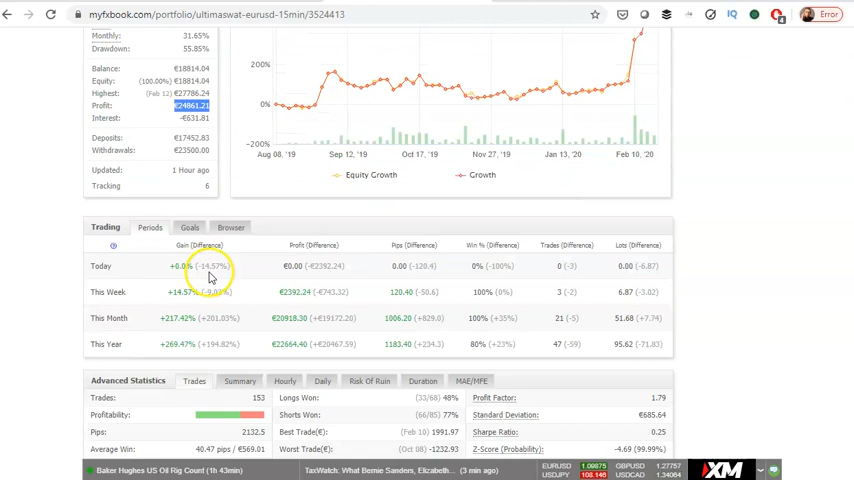 myfxbook.com/portfolio/ultimaswat-eurusd-15min/3524413
IQ
4
Error
Monthly: 31.65%
Drawdown: 55.85%
Balance: €18814.04
Equity: (100.00%) €18814.04
Highest: (Feb 12) €27786.24
Profit: €24861.21
Interest: -€631.81
Deposits: €17452.83
Withdrawals: €23500.00
Updated: 1 Hour ago
Tracking 6
200%
0%
-200%
Aug 08, '19 Sep 12, '19 Oct 17, '19 Nov 27, '19 Jan 13, '20 Feb 10, '20
Equity Growth Growth
Trading Periods Goals Browser
Gain (Difference) Profit (Difference) Pips (Difference) Win % (Difference) Trades (Difference) Lots (Difference)
Today +0.0% (-14.57%) €0.00 (-€2392.24) 0.00 (-120.4) 0% (-100%) 0 (-3) 0.00 (-6.87)
This Week +14.57% €2392.24 (-€743.32) 120.40 (-50.6) 100% (0%) 3 (-2) 6.87 (-3.02)
This Month +217.42% (+201.03%) €20918.30 (+€19172.20) 1006.20 (+829.0) 100% (+35%) 21 (-5) 51.68 (+7.74)
This Year +269.47% (+194.82%) €22664.40 (+€20467.59) 1183.40 (+234.3) 80% (+23%) 47 (-59) 95.62 (-71.83)
Advanced Statistics Trades Summary Hourly Daily Risk Of Ruin Duration MAE/MFE
Trades: 153 Longs Won: (33/68) 48% Profit Factor: 1.79
Profitability: Shorts Won: (66/85) 77% Standard Deviation: €685.64
Pips: 2132.5 Best Trade(€): (Feb 10) 1991.97 Sharpe Ratio: 0.25
Average Win: 40.47 pips / €569.01 Worst Trade(€): (Oct 08) -1232.93 Z-Score (Probability): -4.69 (99.99%)
Baker Hughes US Oil Rig Count (1h 43min) TaxWatch: What Bernie Sanders, Elizabeth... (3 min ago) EURUSD 1.09875 GBPUSD 1.27757 XM
USDJPY 108.146 USDCAD 1.34064